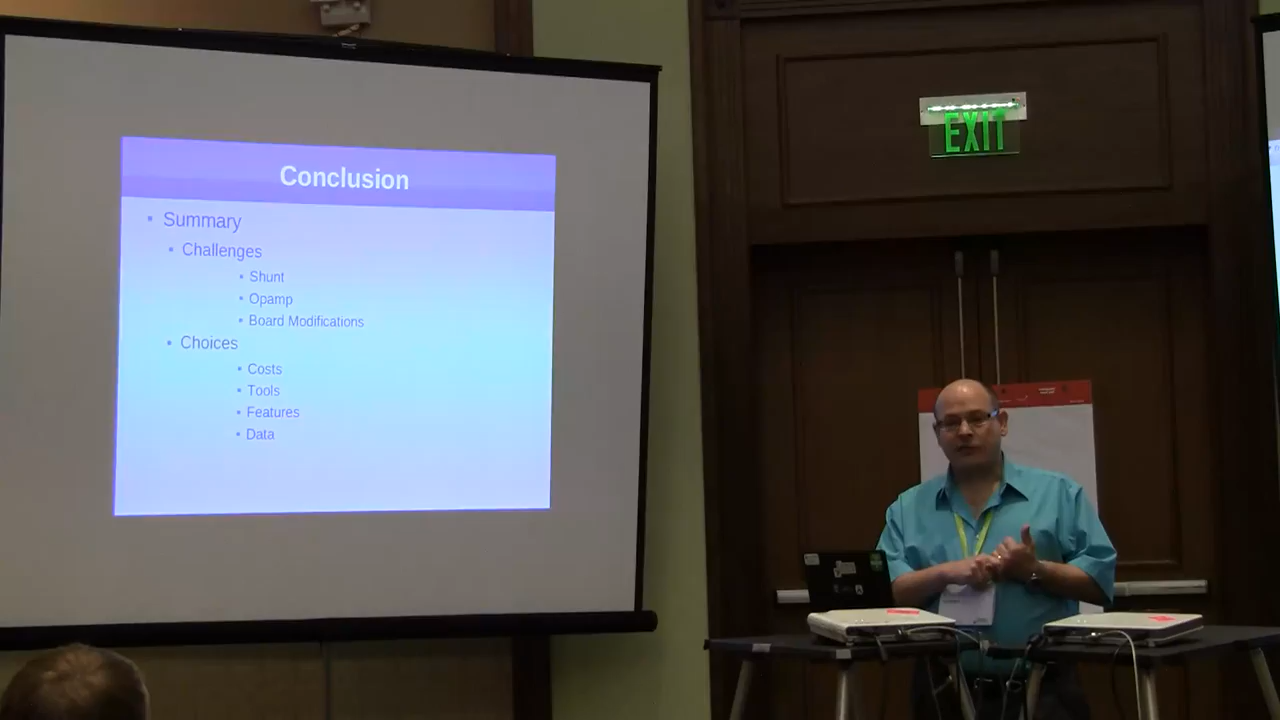 Conclusion
Summary
Challenges
Shunt
Opamp
Board Modifications
Choices
Costs
Tools
Features
Data
EXIT